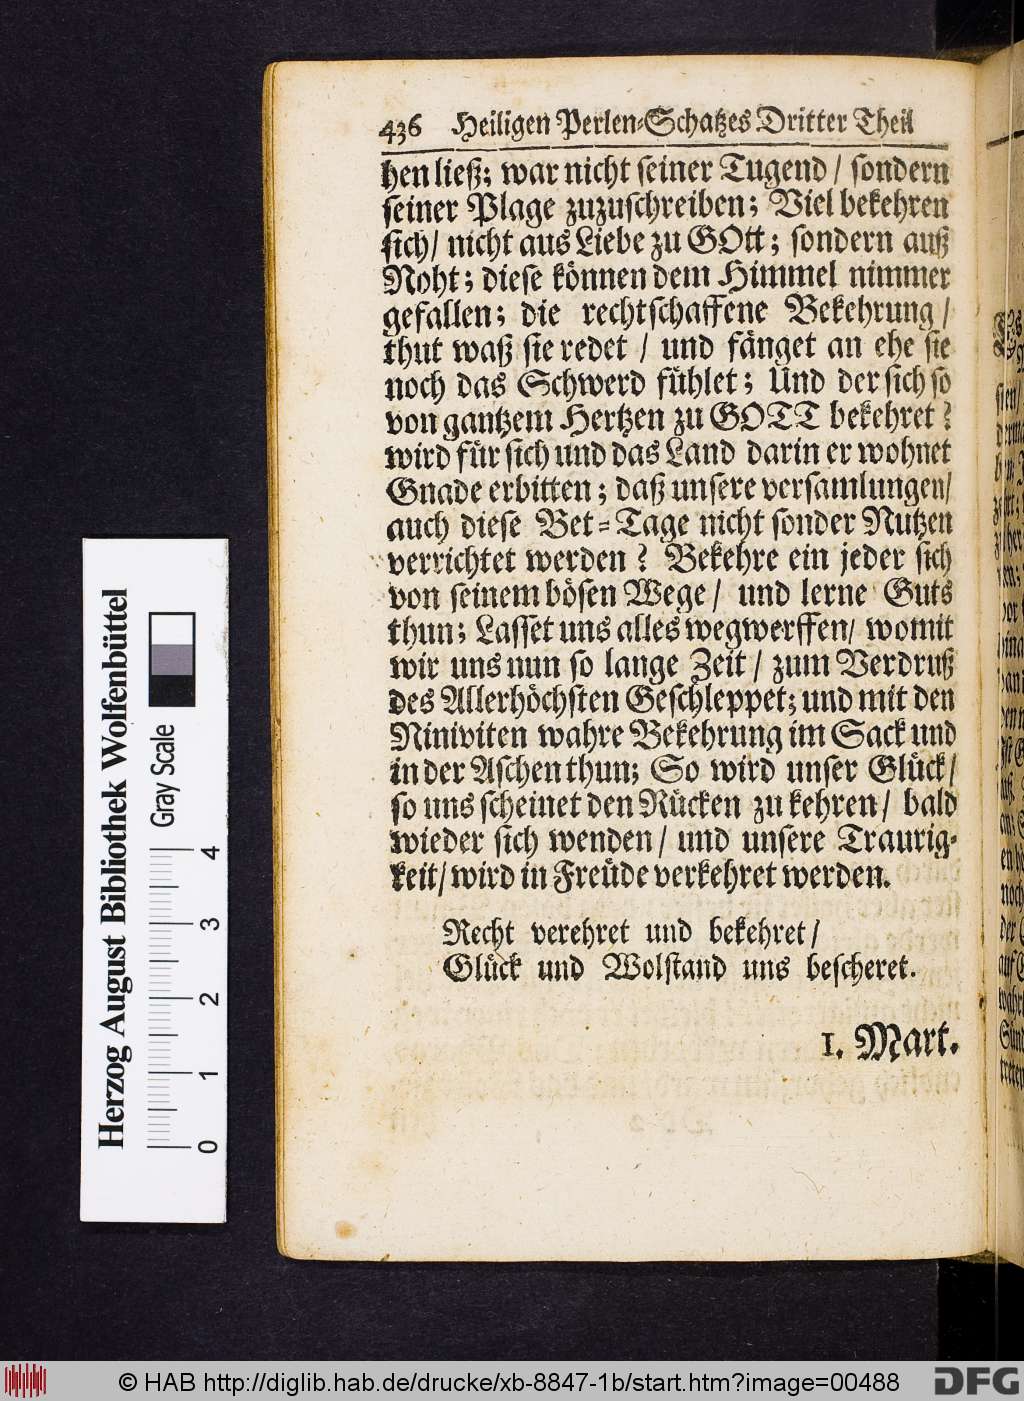 436 Heiligen Perlen-Schatzes Dritter Theil
hen ließ; war nicht seiner Tugend / sondern
seiner Plage zuzuschreiben; Viel bekehren
sich / nicht aus Liebe zu GOtt; sondern auß
Noht; diese können dem Himmel nimmer
gefallen; die rechtschaffene Bekehrung /
thut waß sie redet / und fänget an ehe sie
noch das Schwerd fühlet; Und der sich so
von gantzem Hertzen zu GOTT bekehret?
wird für sich und das Land darin er wohnet
Gnade erbitten; daß unsere versamlungen /
auch diese Bet-Tage nicht sonder Nutzen
verrichtet werden? Bekehre ein jeder sich
von seinem bösen Wege / und lerne Guts
thun; Lasset uns alles wegwerffen / womit
wir uns nun so lange Zeit / zum Verdruß
des Allerhöchsten Geschleppet; und mit den
Niniviten wahre Bekehrung im Sack und
in der Aschen thun; So wird unser Glück /
so uns scheinet den Rücken zu kehren / bald
wieder sich wenden / und unsere Traurig-
keit / wird in Freüde verkehret werden.
Recht verehret und bekehret /
Glück und Wolstand uns bescheret.
1. Mart.
Herzog August Bibliothek Wolfenbüttel
Gray Scale
0 1 2 3 4
© HAB http://diglib.hab.de/drucke/xb-8847-1b/start.htm?image=00488
DFG